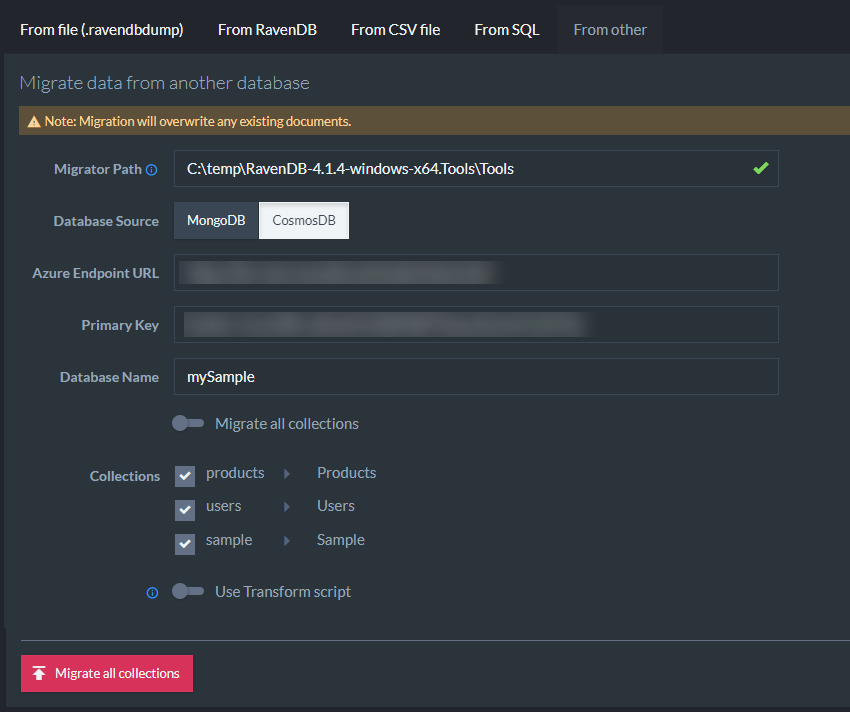 From file (.ravendbdump) From RavenDB From CSV file From SQL From other
Migrate data from another database
Note: Migration will overwrite any existing documents.
Migrator Path C:\temp\RavenDB-4.1.4-windows-x64.Tools\Tools
Database Source MongoDB CosmosDB
Azure Endpoint URL
Primary Key
Database Name mySample
Migrate all collections
Collections products Products
users Users
sample Sample
Use Transform script
Migrate all collections